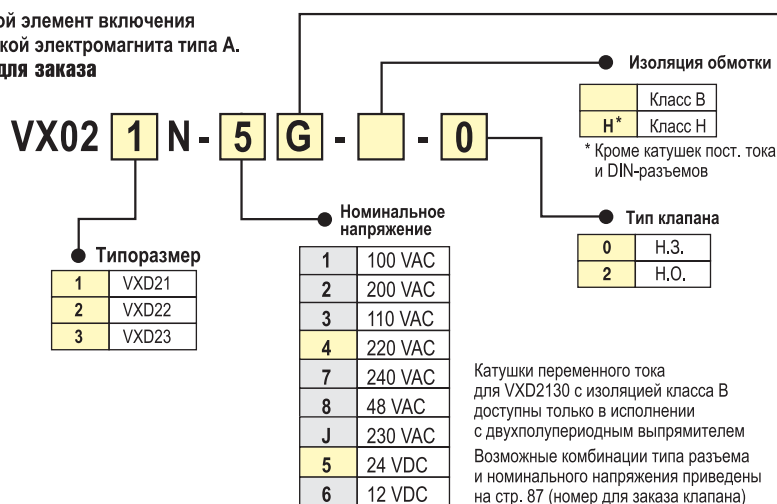 ой элемент включения
кой электромагнита типа А.
для заказа
Изоляция обмотки
Класс В
H* Класс Н
* Кроме катушек пост. тока
и DIN-разъемов
VX02 1 N - 5 G - - 0
Номинальное
напряжение
Тип клапана
0 Н.З.
2 Н.О.
Типоразмер
1 VXD21
2 VXD22
3 VXD23
1 100 VAC
2 200 VAC
3 110 VAC
4 220 VAC
7 240 VAC
8 48 VAC
J 230 VAC
5 24 VDC
6 12 VDC
Катушки переменного тока
для VXD2130 с изоляцией класса В
доступны только в исполнении
с двухполупериодным выпрямителем
Возможные комбинации типа разъема
и номинального напряжения приведены
на стр. 87 (номер для заказа клапана)